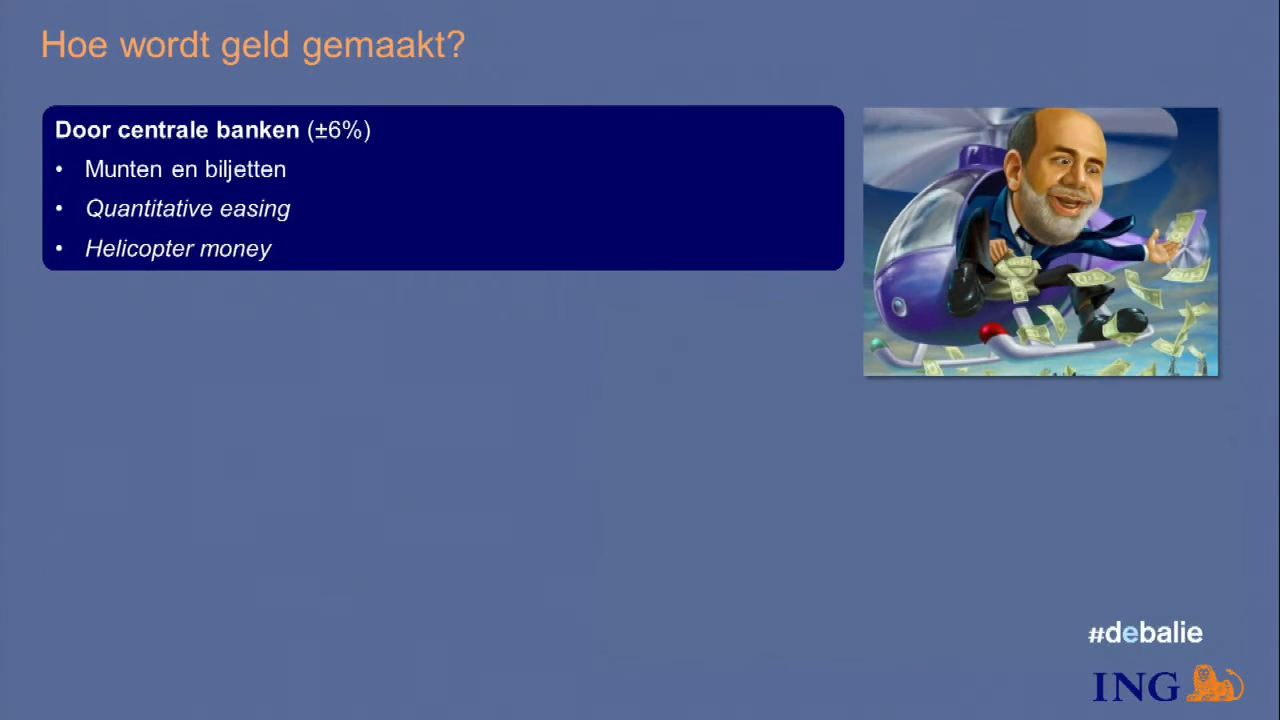 Hoe wordt geld gemaakt?
Door centrale banken (±6%)
• Munten en biljetten
• Quantitative easing
• Helicopter money
#debalie
ING